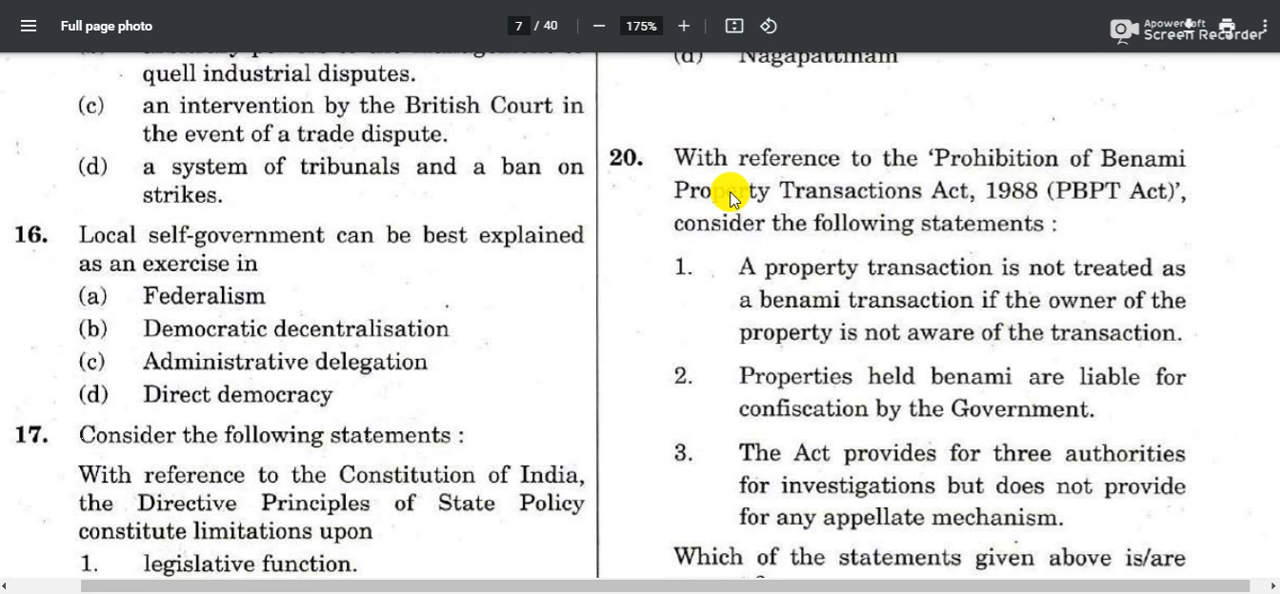 Full page photo
7 / 40
175%
Apowersoft
Screen Recorder
quell industrial disputes.
(c) an intervention by the British Court in
the event of a trade dispute.
(d) a system of tribunals and a ban on
strikes.
16. Local self-government can be best explained
as an exercise in
(a) Federalism
(b) Democratic decentralisation
(c) Administrative delegation
(d) Direct democracy
17. Consider the following statements :
With reference to the Constitution of India,
the Directive Principles of State Policy
constitute limitations upon
1. legislative function.
(d) Nagapattinam
20. With reference to the ‘Prohibition of Benami
Property Transactions Act, 1988 (PBPT Act)’,
consider the following statements :
1. A property transaction is not treated as
a benami transaction if the owner of the
property is not aware of the transaction.
2. Properties held benami are liable for
confiscation by the Government.
3. The Act provides for three authorities
for investigations but does not provide
for any appellate mechanism.
Which of the statements given above is/are